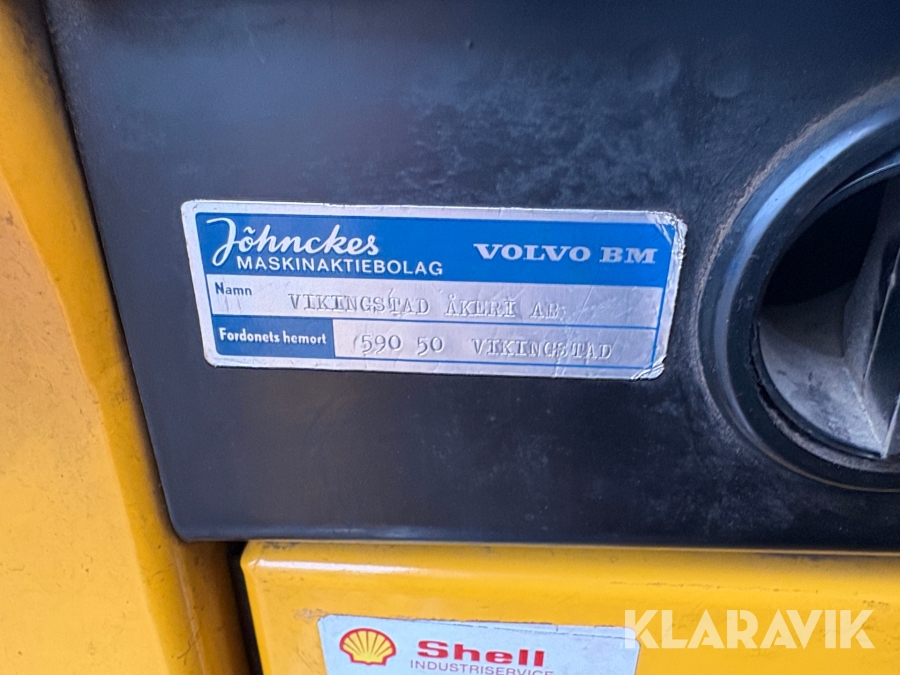 Jöhnckes
MASKINAKTIEBOLAG
VOLVO BM
Namn
VIKINGSTAD ÅKERI AB
Fordonets hemort
590 50 VIKINGSTAD
Shell
INDUSTRISERVICE
KLARAVIK